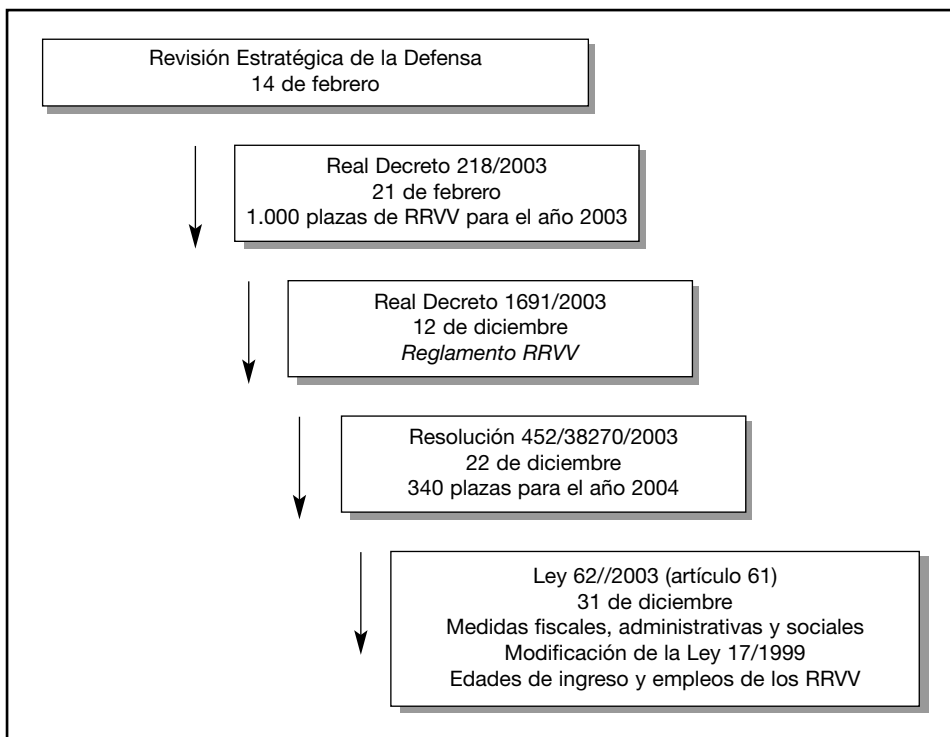 Revisión Estratégica de la Defensa
14 de febrero
Real Decreto 218/2003
21 de febrero
1.000 plazas de RRVV para el año 2003
Real Decreto 1691/2003
12 de diciembre
Reglamento RRVV
Resolución 452/38270/2003
22 de diciembre
340 plazas para el año 2004
Ley 62//2003 (artículo 61)
31 de diciembre
Medidas fiscales, administrativas y sociales
Modificación de la Ley 17/1999
Edades de ingreso y empleos de los RRVV